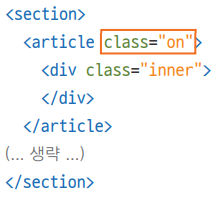 <section>
<article class="on">
<div class="inner">
</div>
</article>
(... 생략 ...)
</section>